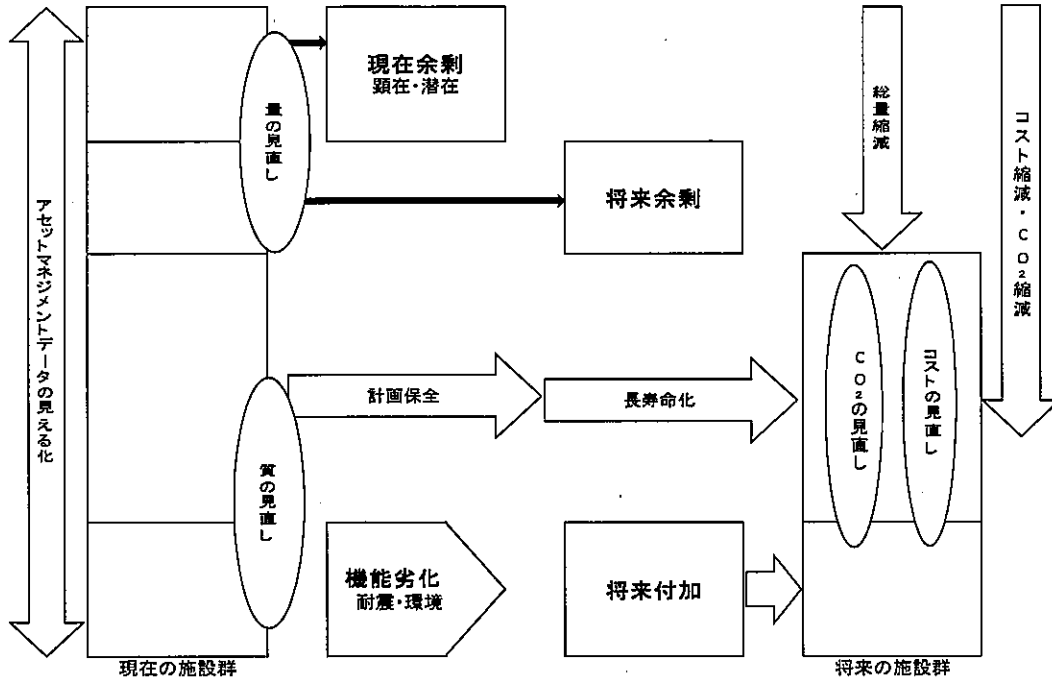 アセットマネジメントデータの見える化
現在の施設群
量の見直し
質の見直し
現在余剰
顕在・潜在
将来余剰
計画保全
長寿命化
機能劣化
耐震・環境
将来付加
総量縮減
コスト縮減・CO₂縮減
CO₂の見直し
コストの見直し
将来の施設群